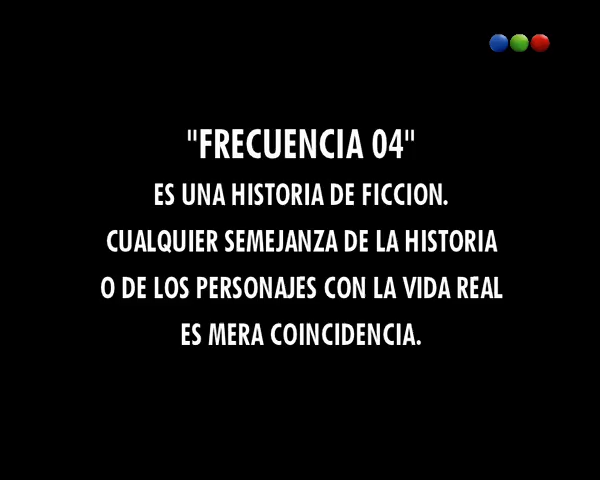 "FRECUENCIA 04"
ES UNA HISTORIA DE FICCION.
CUALQUIER SEMEJANZA DE LA HISTORIA
O DE LOS PERSONAJES CON LA VIDA REAL
ES MERA COINCIDENCIA.